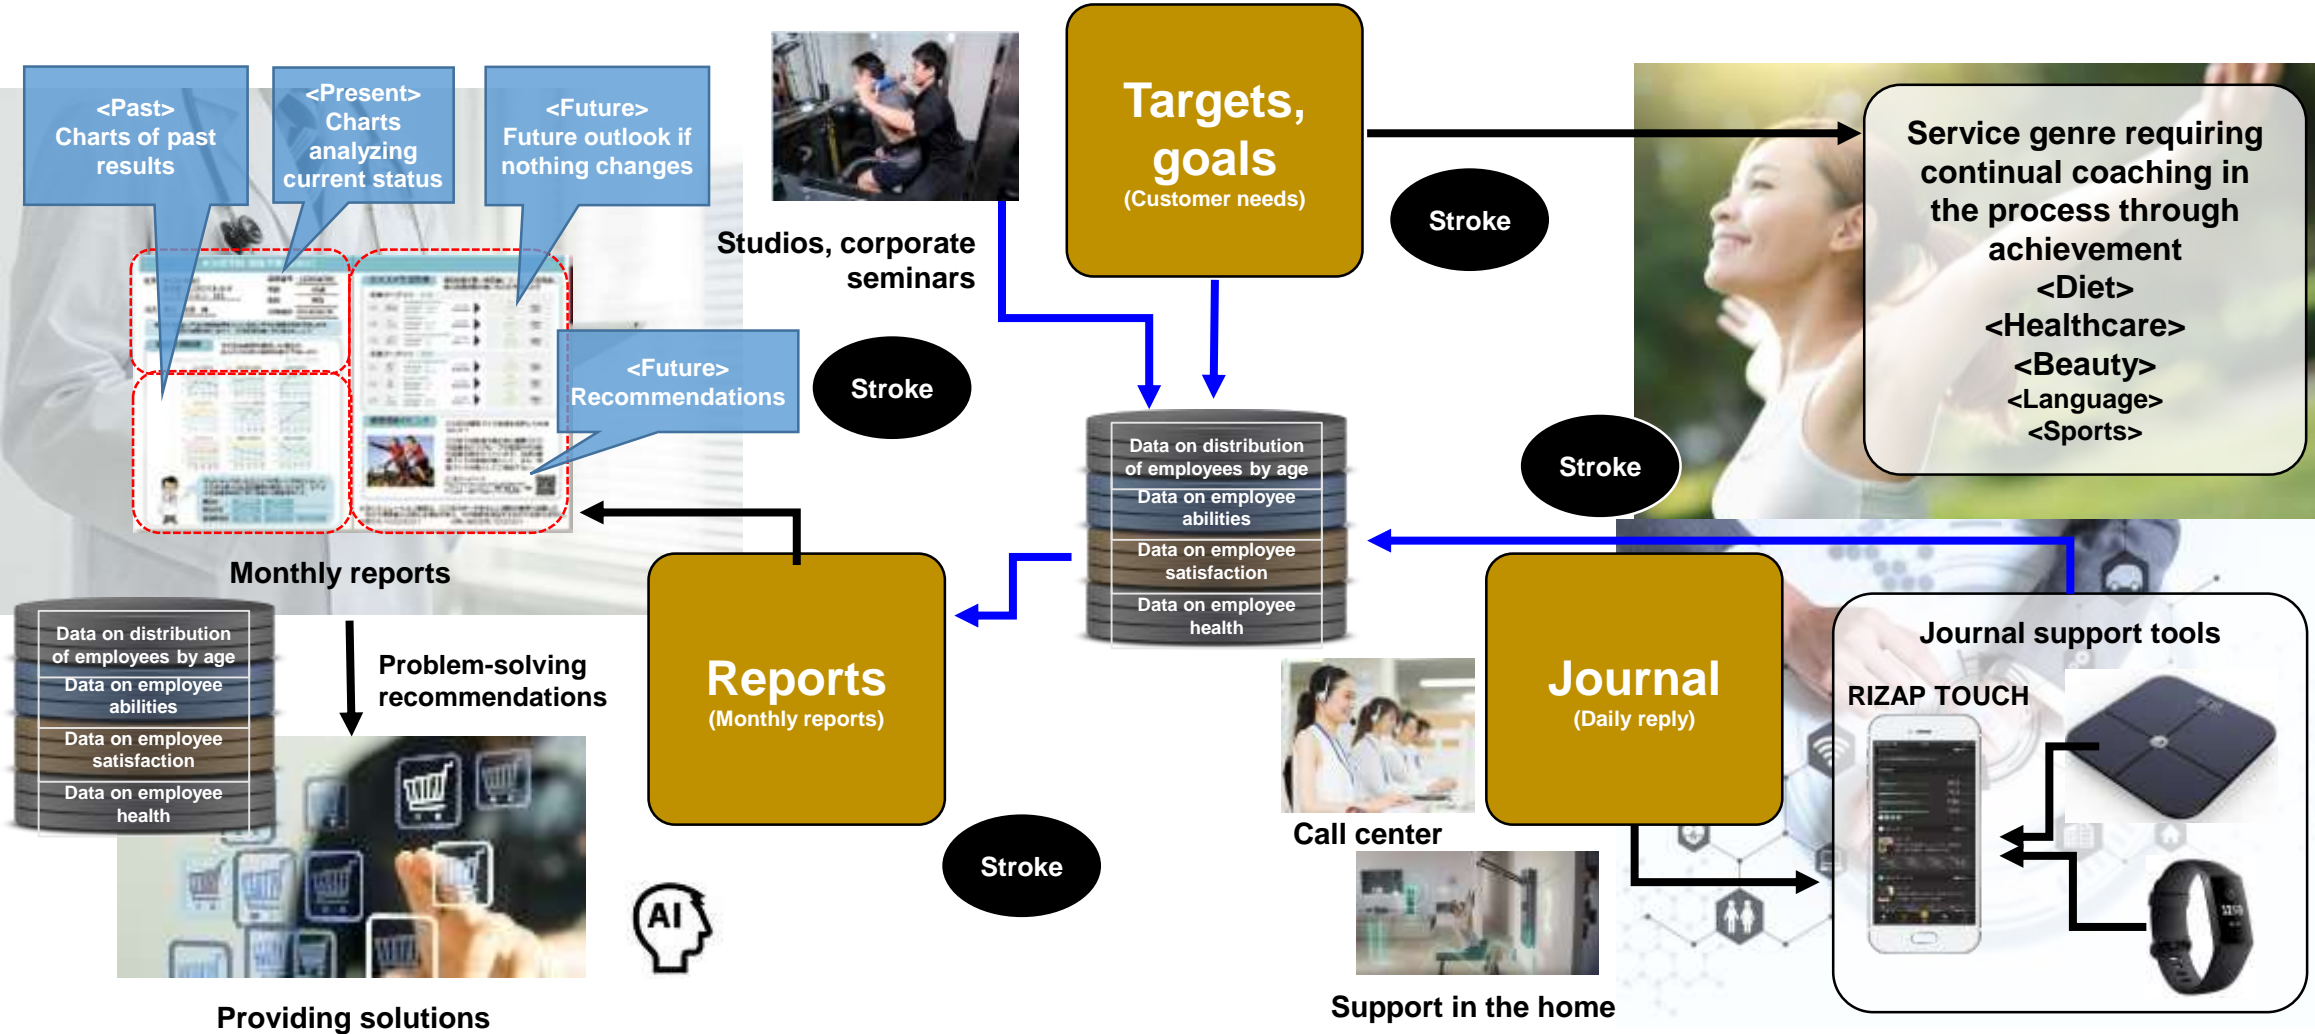 <Past>
Charts of past
results
<Present>
Charts
analyzing
current status
<Future>
Future outlook if
nothing changes
<Future>
Recommendations
Monthly reports
Studios, corporate
seminars
Targets,
goals
(Customer needs)
Stroke
Stroke
Stroke
Service genre requiring
continual coaching in
the process through
achievement
<Diet>
<Healthcare>
<Beauty>
<Language>
<Sports>
Data on distribution
of employees by age
Data on employee
abilities
Data on employee
satisfaction
Data on employee
health
Data on distribution
of employees by age
Data on employee
abilities
Data on employee
satisfaction
Data on employee
health
Problem-solving
recommendations
Reports
(Monthly reports)
Journal
(Daily reply)
Journal support tools
RIZAP TOUCH
Call center
Stroke
AI
Support in the home
Providing solutions